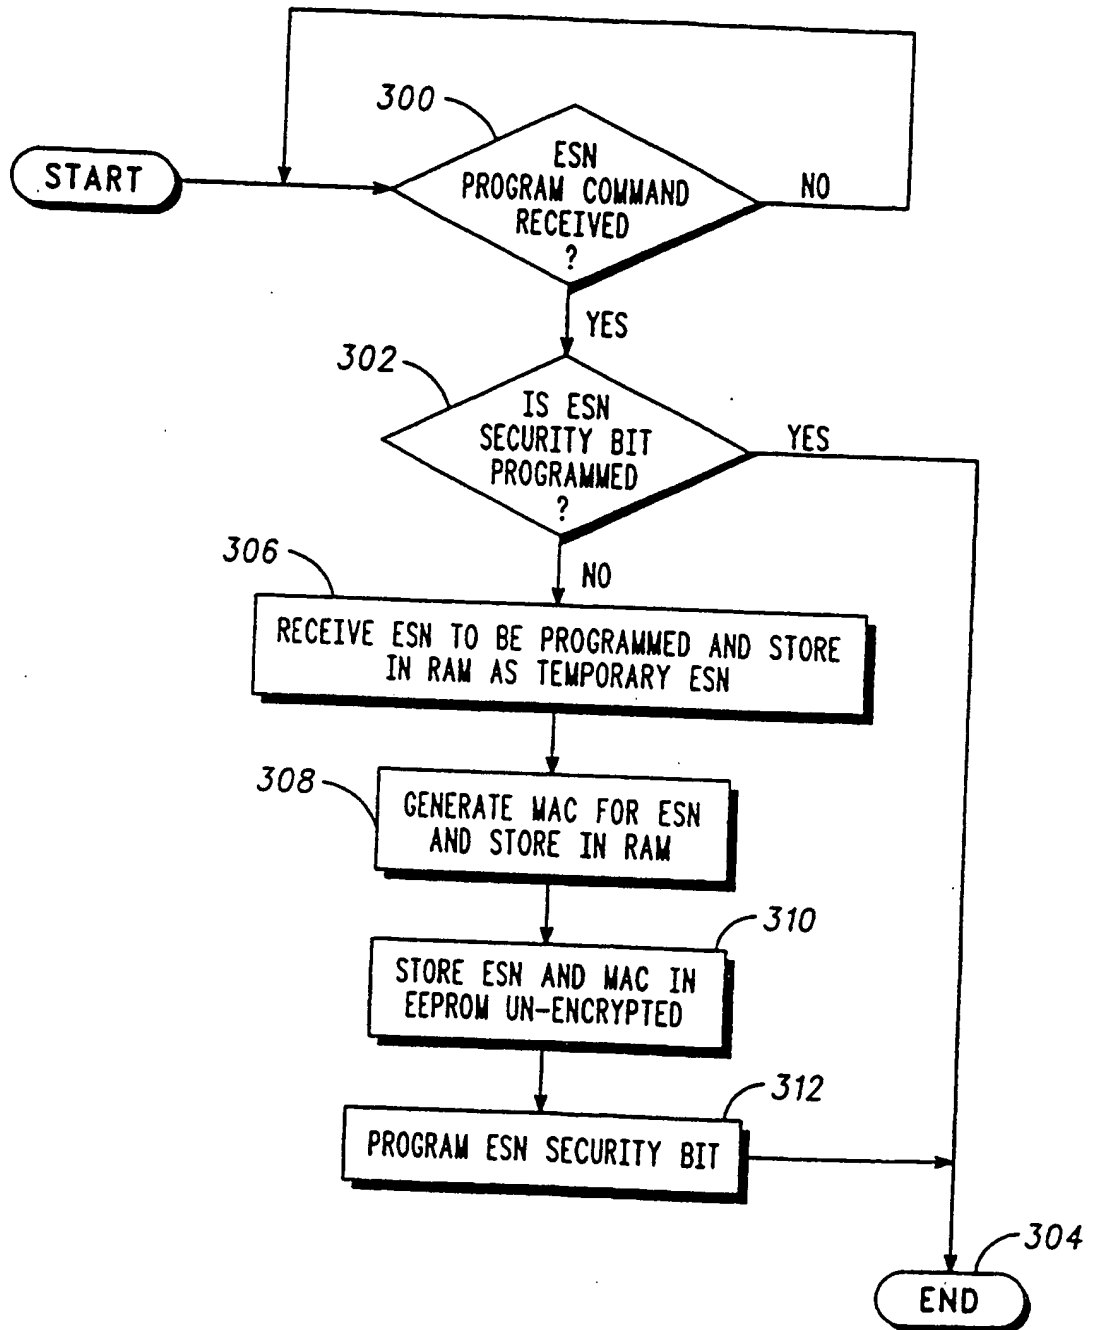 300
START
ESN
PROGRAM COMMAND
RECEIVED
?
NO
YES
302
IS ESN
SECURITY BIT
PROGRAMMED
?
YES
NO
306
RECEIVE ESN TO BE PROGRAMMED AND STORE
IN RAM AS TEMPORARY ESN
308
GENERATE MAC FOR ESN
AND STORE IN RAM
310
STORE ESN AND MAC IN
EEPROM UN-ENCRYPTED
312
PROGRAM ESN SECURITY BIT
304
END